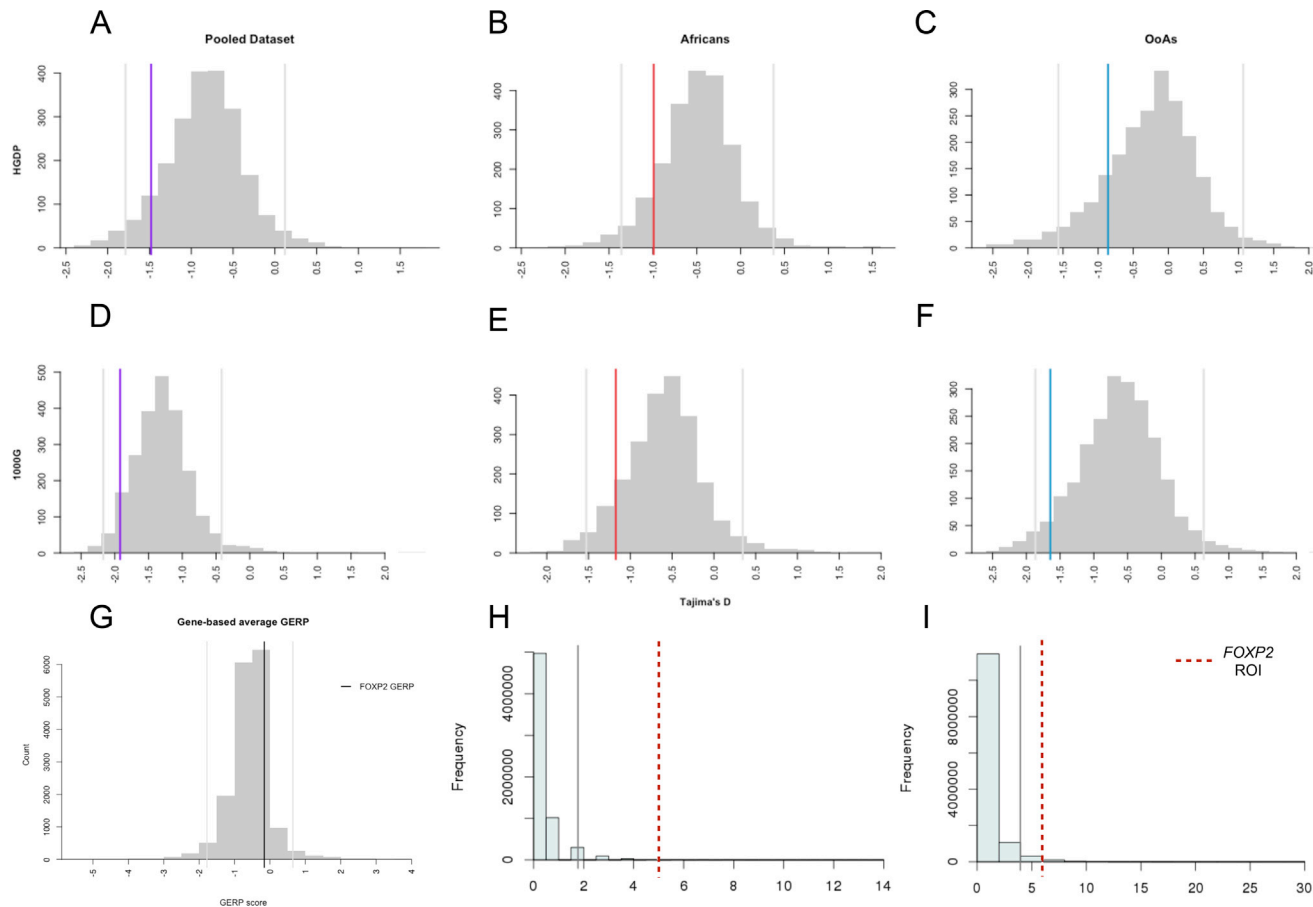 A
B
C
Pooled Dataset
Africans
OoAs
HGDP
0 100 200 300 400
-2.5 -2.0 -1.5 -1.0 -0.5 0.0 0.5 1.0 1.5
0 100 200 300 400
-2.5 -2.0 -1.5 -1.0 -0.5 0.0 0.5 1.0 1.5
0 50 100 150 200 250 300
-2.5 -2.0 -1.5 -1.0 -0.5 0.0 0.5 1.0 1.5 2.0
D
E
F
1000G
0 100 200 300 400 500
-2.5 -2.0 -1.5 -1.0 -0.5 0.0 0.5 1.0 1.5 2.0
0 100 200 300 400
-2.0 -1.5 -1.0 -0.5 0.0 0.5 1.0 1.5 2.0
0 50 100 150 200 250 300
-2.5 -2.0 -1.5 -1.0 -0.5 0.0 0.5 1.0 1.5 2.0
Tajima's D
G
H
I
Gene-based average GERP
FOXP2 GERP
Count
0 1000 2000 3000 4000 5000 6000
-5 -4 -3 -2 -1 0 1 2 3 4
GERP score
Frequency
0 2000000 4000000
0 2 4 6 8 10 12 14
FOXP2
ROI
Frequency
0 4000000 8000000
0 5 10 15 20 25 30